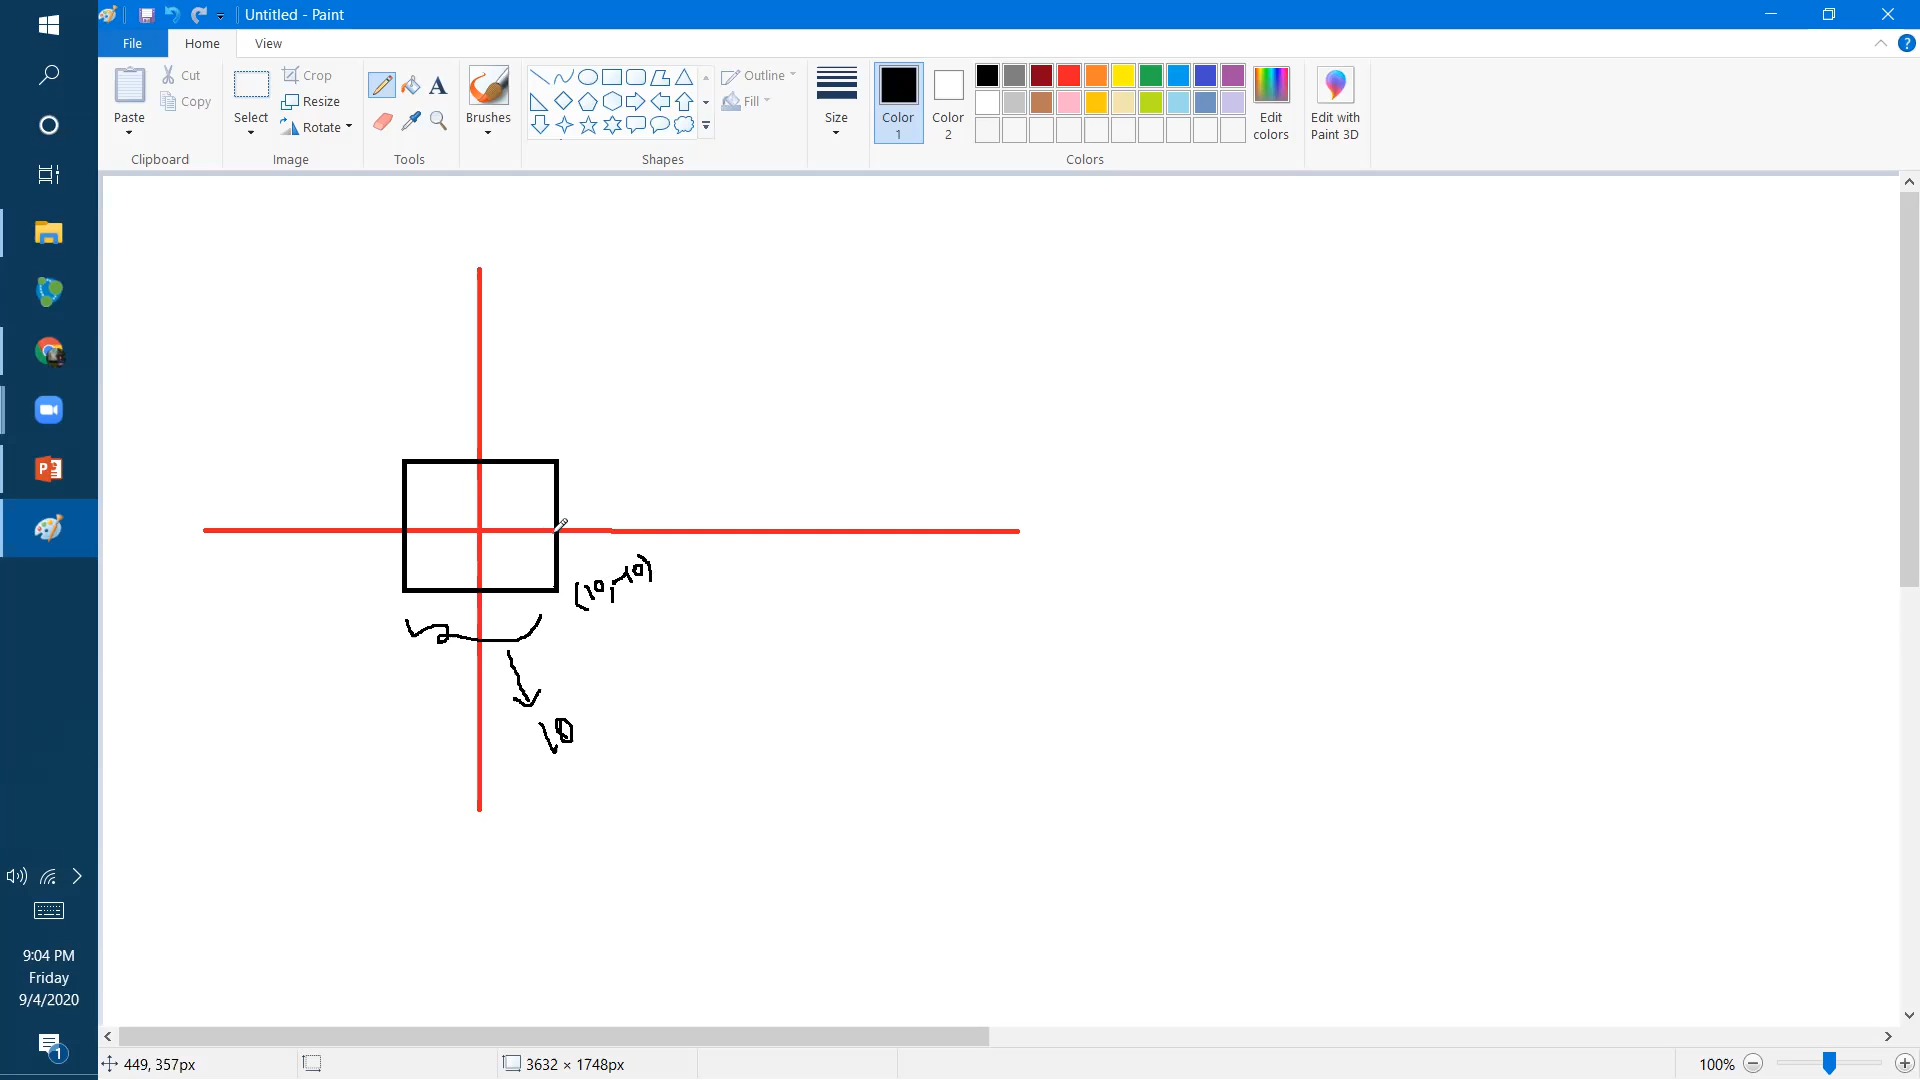 Untitled - Paint
File
Home
View
Paste
Cut
Copy
Clipboard
Select
Crop
Resize
Rotate
Image
Tools
Brushes
Outline
Fill
Shapes
Size
Color
1
Color
2
Edit
colors
Colors
Edit with
Paint 3D
(10,-10)
10
9:04 PM
Friday
9/4/2020
1
449, 357px
3632 × 1748px
100%